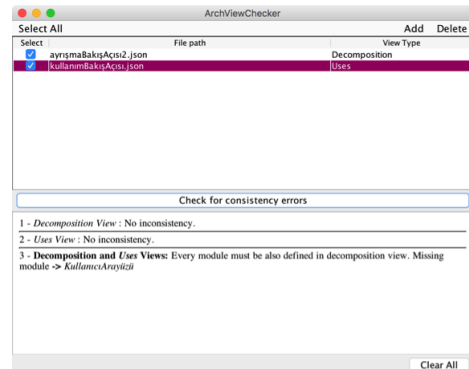 ArchViewChecker
Select All Add Delete
Select File path View Type
ayrışmaBakışAçısı2.json Decomposition
kullanımBakışAçısı.json Uses
Check for consistency errors
1 - Decomposition View : No inconsistency.
2 - Uses View : No inconsistency.
3 - Decomposition and Uses Views: Every module must be also defined in decomposition view. Missing
module -> KullanıcıArayüzü
Clear All